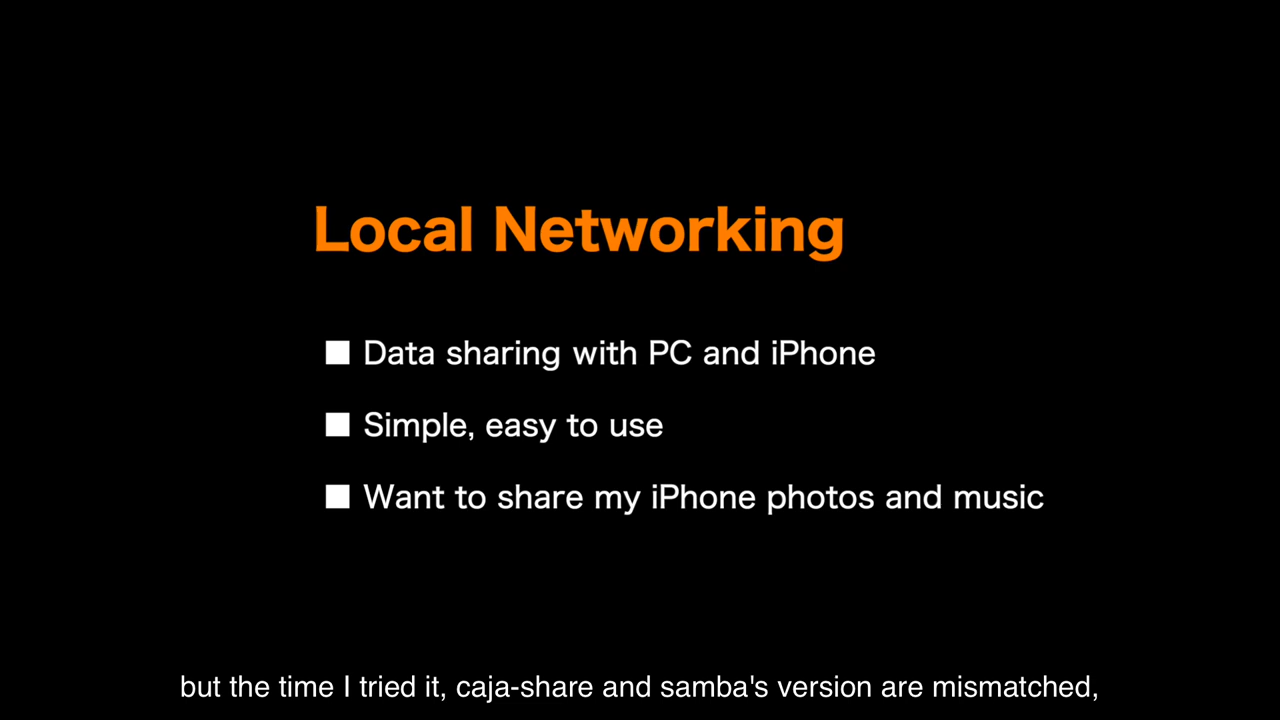 Local Networking
■ Data sharing with PC and iPhone
■ Simple, easy to use
■ Want to share my iPhone photos and music
but the time I tried it, caja-share and samba's version are mismatched,